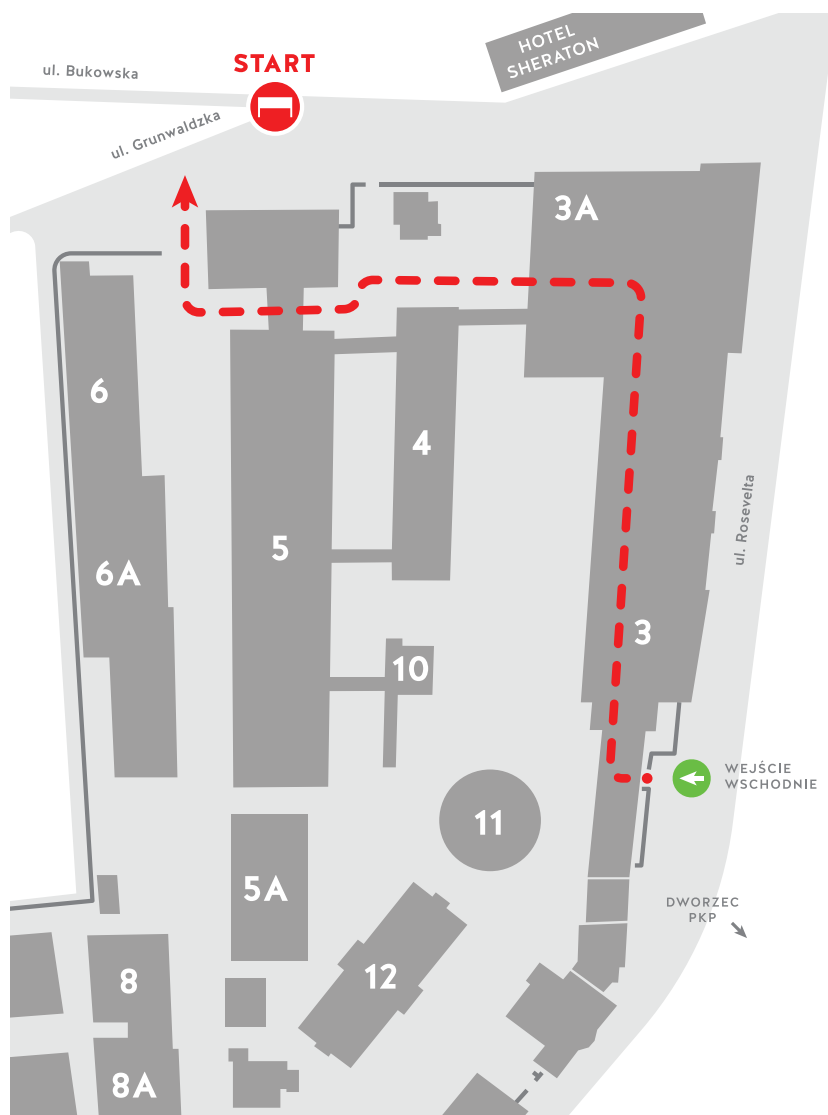 HOTEL
SHERATON
START
ul. Bukowska
ul. Grunwaldzka
3A
6
4
ul. Rosevelta
5
6A
3
10
WEJŚCIE
WSCHODNIE
11
5A
DWORZEC
PKP
12
8
8A